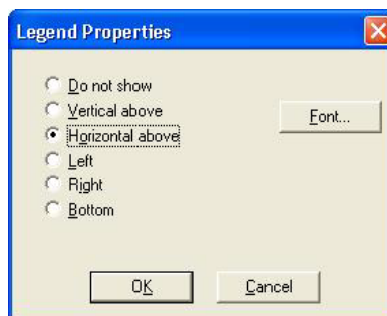 Legend Properties
Do not show
Vertical above
Font...
Horizontal above
Left
Right
Bottom
OK
Cancel